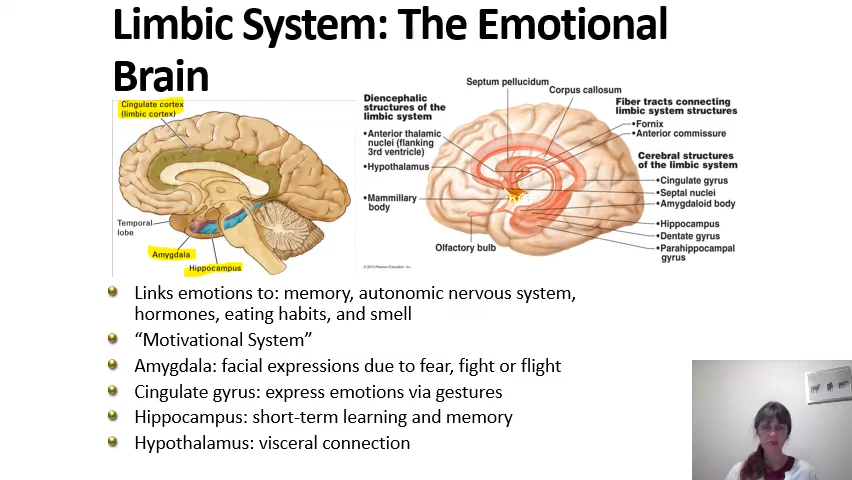 Limbic System: The Emotional
Brain
Cingulate cortex
(limbic cortex)
Temporal
lobe
Amygdala
Hippocampus
Diencephalic
structures of the
limbic system
•Anterior thalamic
nuclei (flanking
3rd ventricle)
•Hypothalamus
•Mammillary
body
Olfactory bulb
© 2013 Pearson Education, Inc.
Septum pellucidum
Corpus callosum
Fiber tracts connecting
limbic system structures
•Fornix
•Anterior commissure
Cerebral structures
of the limbic system
•Cingulate gyrus
•Septal nuclei
•Amygdaloid body
•Hippocampus
•Dentate gyrus
•Parahippocampal
gyrus
Links emotions to: memory, autonomic nervous system,
hormones, eating habits, and smell
“Motivational System”
Amygdala: facial expressions due to fear, fight or flight
Cingulate gyrus: express emotions via gestures
Hippocampus: short-term learning and memory
Hypothalamus: visceral connection